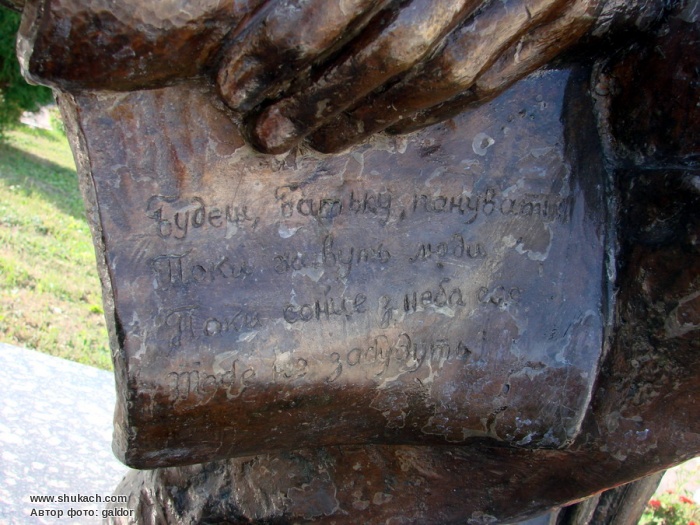 Будеш, Батьку, панувати
Поки живуть люди
Поки сонце з неба сяє
Тебе не забудуть!
www.shukach.com
Автор фото: galdor